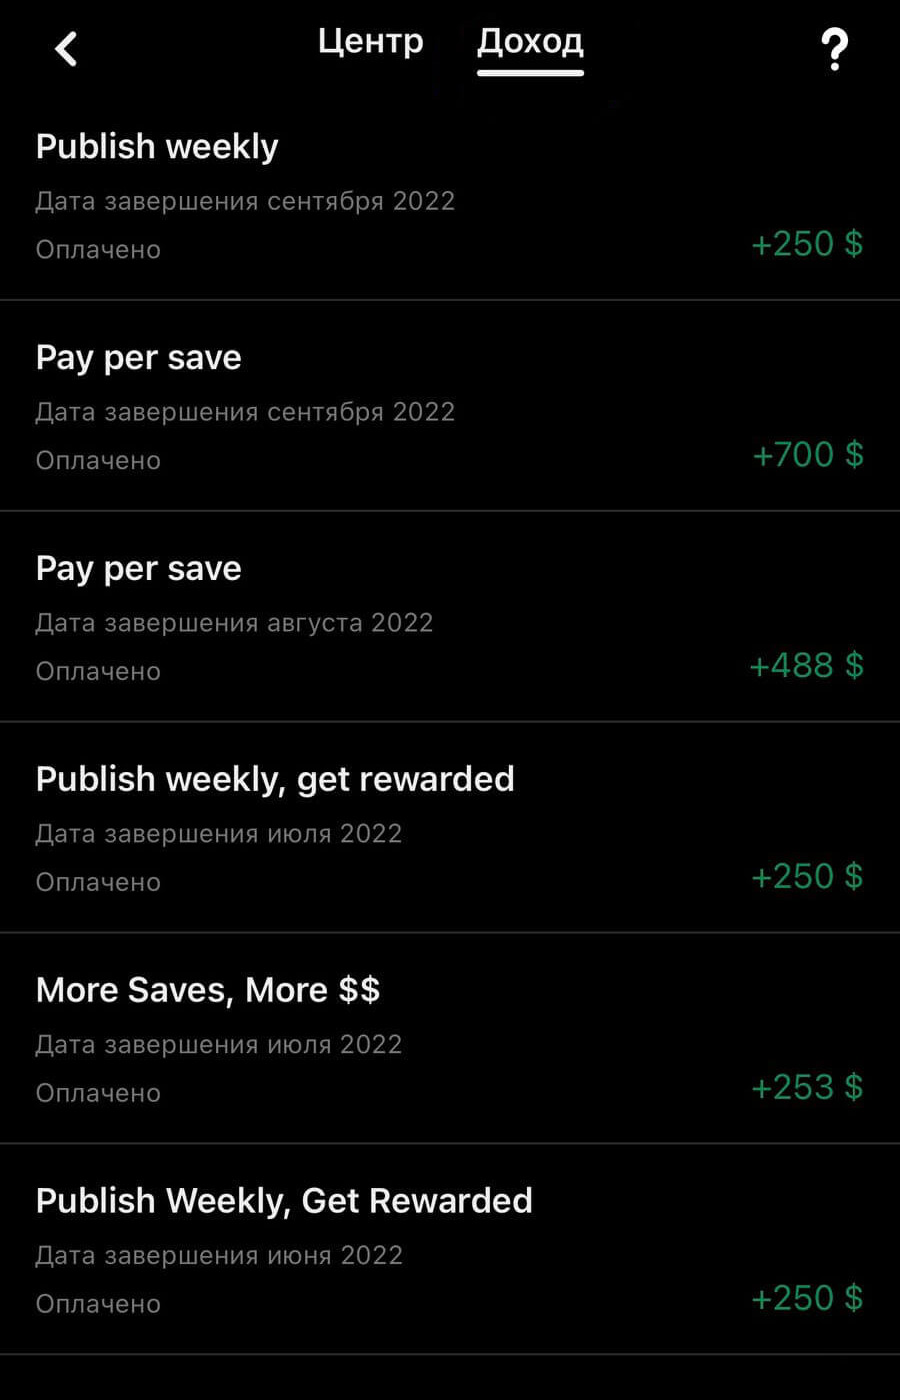 Центр Доход ?
Publish weekly
Дата завершения сентября 2022
Оплачено +250 $
Pay per save
Дата завершения сентября 2022
Оплачено +700 $
Pay per save
Дата завершения августа 2022
Оплачено +488 $
Publish weekly, get rewarded
Дата завершения июля 2022
Оплачено +250 $
More Saves, More $$
Дата завершения июля 2022
Оплачено +253 $
Publish Weekly, Get Rewarded
Дата завершения июня 2022
Оплачено +250 $